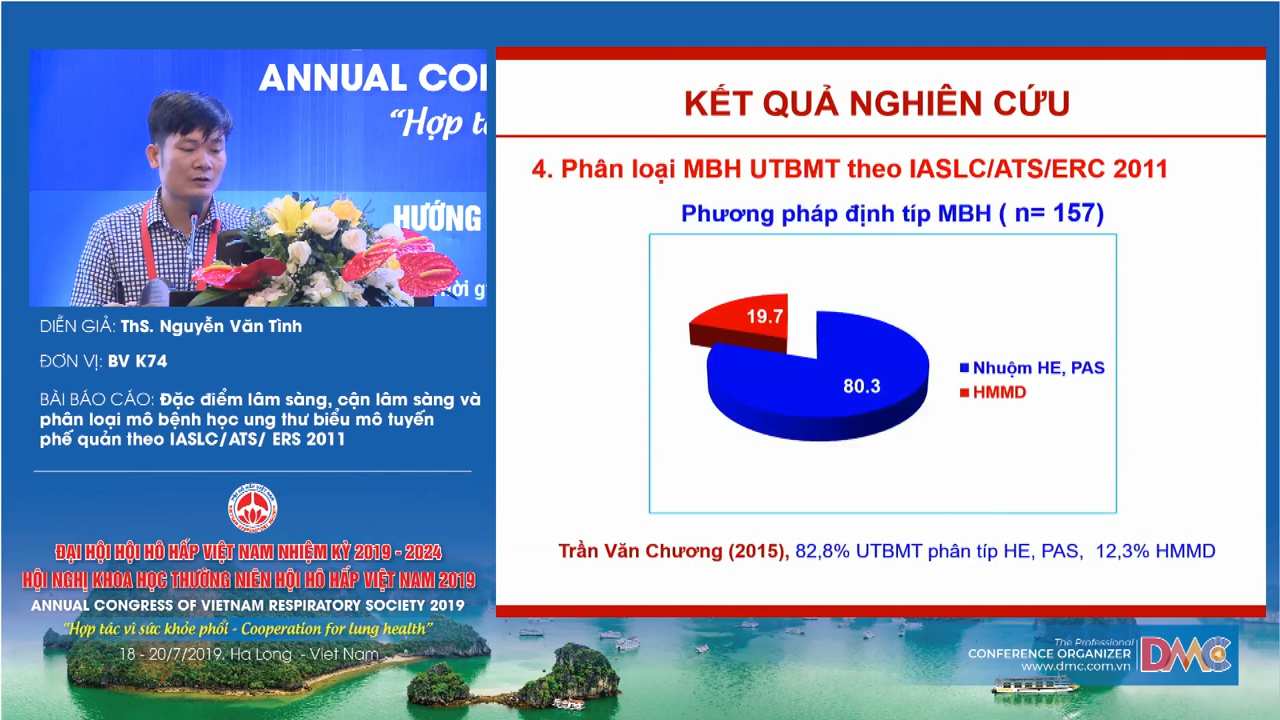 ANNUAL CO
“Hợp t
HƯỚNG
DIỄN GIẢ: ThS. Nguyễn Văn Tình
ĐƠN VỊ: BV K74
BÀI BÁO CÁO: Đặc điểm lâm sàng, cận lâm sàng và
phân loại mô bệnh học ung thư biểu mô tuyến
phế quản theo IASLC/ATS/ ERS 2011
ĐẠI HỘI HỘI HÔ HẤP VIỆT NAM NHIỆM KỲ 2019 - 2024
HỘI NGHỊ KHOA HỌC THƯỜNG NIÊN HỘI HÔ HẤP VIỆT NAM 2019
ANNUAL CONGRESS OF VIETNAM RESPIRATORY SOCIETY 2019
“Hợp tác vì sức khỏe phổi - Cooperation for lung health”
18 - 20/7/2019. Ha Long - Viet Nam
KẾT QUẢ NGHIÊN CỨU
4. Phân loại MBH UTBMT theo IASLC/ATS/ERC 2011
Phương pháp định típ MBH ( n= 157)
19.7
80.3
Nhuộm HE, PAS
HMMD
Trần Văn Chương (2015), 82,8% UTBMT phân típ HE, PAS, 12,3% HMMD
The Professional
CONFERENCE ORGANIZER
www.dmc.com.vn
DMC